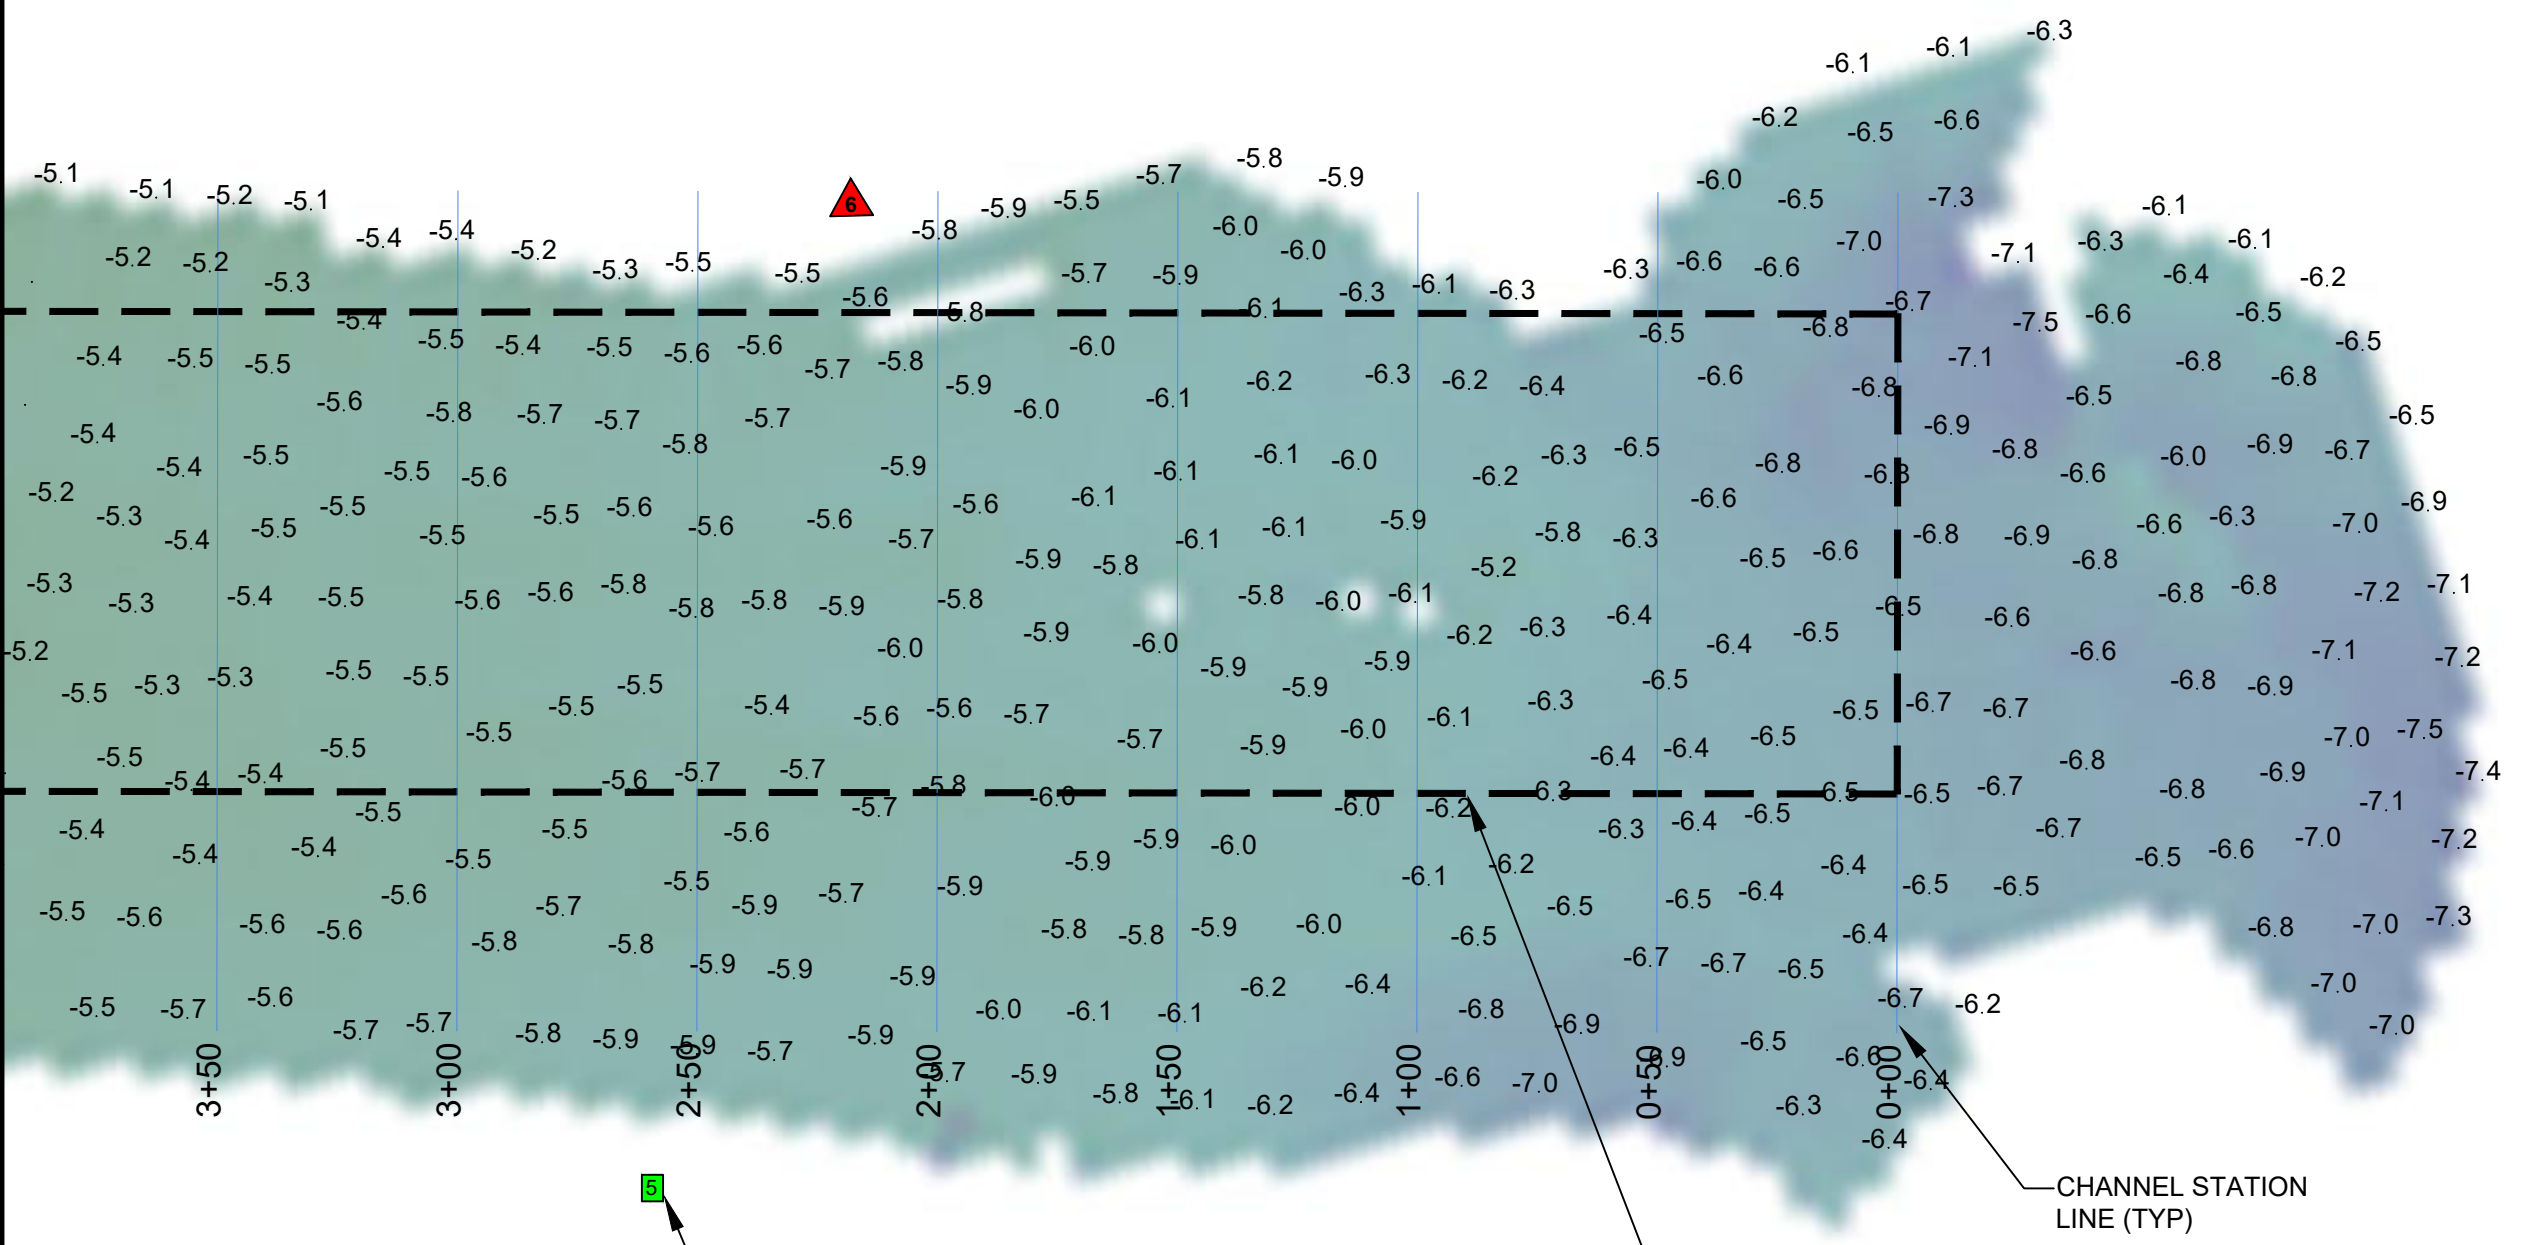 -6.3
-6.1
-6.1
-6.2 -6.5 -6.6
-5.1 -5.1 -5.2 -5.1 6 -5.9 -5.5 -5.7 -5.8 -5.9 -6.0 -6.5 -7.3 -6.1
-5.4 -5.4 -5.8 -6.0 -7.0 -6.3 -6.1
-5.2 -5.2 -5.2 -5.3 -5.5 -5.5 -6.0 -6.3 -6.6 -6.6 -7.1
-5.3 -5.6 -5.7 -5.9 -6.3 -6.1 -6.3 -6.7 -6.4 -6.2
-5.4 -5.8 -6.1 -6.5 -6.8 -7.5 -6.6 -6.5
-5.4 -5.5 -5.5 -5.5 -5.4 -5.5 -5.6 -5.6 -5.7 -5.8 -6.0 -7.1 -6.8 -6.5
-5.9 -6.2 -6.3 -6.2 -6.4 -6.6 -6.8 -6.8
-5.6 -5.8 -5.7 -5.7 -5.7 -6.0 -6.1 -6.5 -6.5
-5.4 -5.8 -6.9
-5.4 -5.5 -5.5 -5.6 -5.9 -6.1 -6.1 -6.0 -6.2 -6.3 -6.5 -6.8 -6.8 -6.8 -6.6 -6.0 -6.9 -6.7
-5.2 -5.3 -5.5 -5.5 -5.6 -5.6 -5.6 -5.6 -6.1 -6.1 -5.9 -6.6 -6.6 -6.3 -7.0 -6.9
-5.4 -5.5 -5.5 -5.7 -5.9 -5.8 -6.1 -5.2 -5.8 -6.3 -6.5 -6.6 -6.8 -6.9 -6.8
-5.3 -5.3 -5.4 -5.5 -5.6 -5.6 -5.8 -5.8 -5.8 -5.9 -5.8 -5.8 -6.0 -6.1 -6.4 -6.5 -6.6 -6.8 -6.8 -7.2 -7.1
-5.2 -6.0 -5.9 -6.0 -5.9 -5.9 -6.2 -6.3 -6.4 -6.5 -6.6 -7.1 -7.2
-5.5 -5.3 -5.3 -5.5 -5.5 -5.5 -5.5 -5.4 -5.6 -5.6 -5.7 -5.9 -6.1 -6.3 -6.5 -6.5 -6.7 -6.7 -6.8 -6.9
-5.5 -5.5 -5.5 -5.7 -5.9 -6.0 -6.4 -6.4 -6.5 -6.8 -7.0 -7.5
-5.4 -5.4 -5.6 -5.7 -5.7 -5.8 -6.0 -6.3 -6.5 -6.5 -6.7 -6.8 -6.9 -7.4
-5.4 -5.5 -5.5 -5.6 -5.7 -6.0 -6.2 -6.3 -6.4 -6.5 -6.7 -7.1
-5.4 -5.4 -5.5 -5.9 -5.9 -6.0 -6.1 -6.2 -6.4 -6.5 -6.6 -7.0 -7.2
-5.5 -5.6 -5.6 -5.6 -5.6 -5.7 -5.5 -5.9 -5.7 -5.9 -6.5 -6.5 -6.4 -6.5 -6.5
-5.8 -5.8 -5.8 -5.8 -5.9 -6.0 -6.5 -6.4 -6.8 -7.0 -7.3
-5.9 -5.9 -5.9 -6.2 -6.4 -6.7 -6.7 -6.5 -7.0
-5.5 -5.7 -5.6 -6.0 -6.1 -6.1 -6.8 -6.7 -6.2
-5.7 -5.7 -5.8 -5.9 -5.9 -5.7 -5.9 -6.9 -6.9 -6.5 -6.6 -7.0
3+50 3+00 2+50 2+00 1+50 1+00 0+50 0+00
-5.7 -5.9 -5.8 -6.1 -6.2 -6.4 -6.6 -7.0 -6.3 -6.4
-6.4
5
CHANNEL STATION
LINE (TYP)